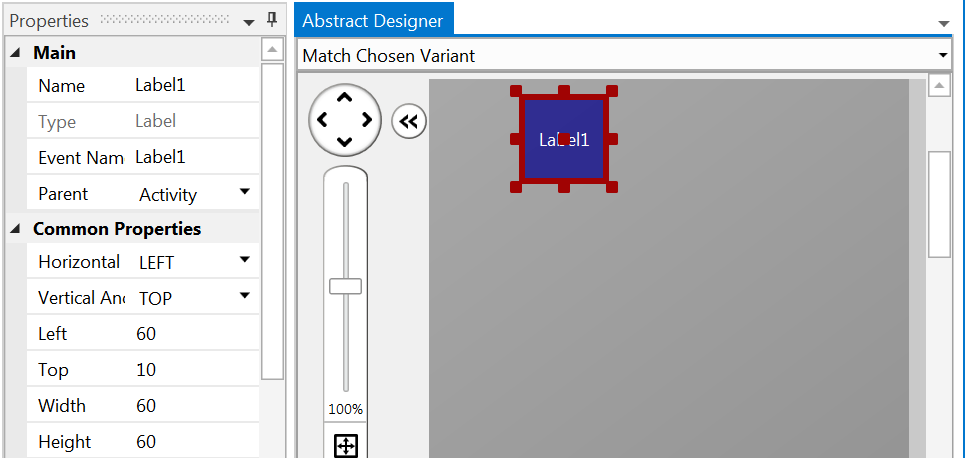 Properties
Main
Name Label1
Type Label
Event Nam Label1
Parent Activity
Common Properties
Horizontal LEFT
Vertical Anc TOP
Left 60
Top 10
Width 60
Height 60
Abstract Designer
Match Chosen Variant
Label1
100%